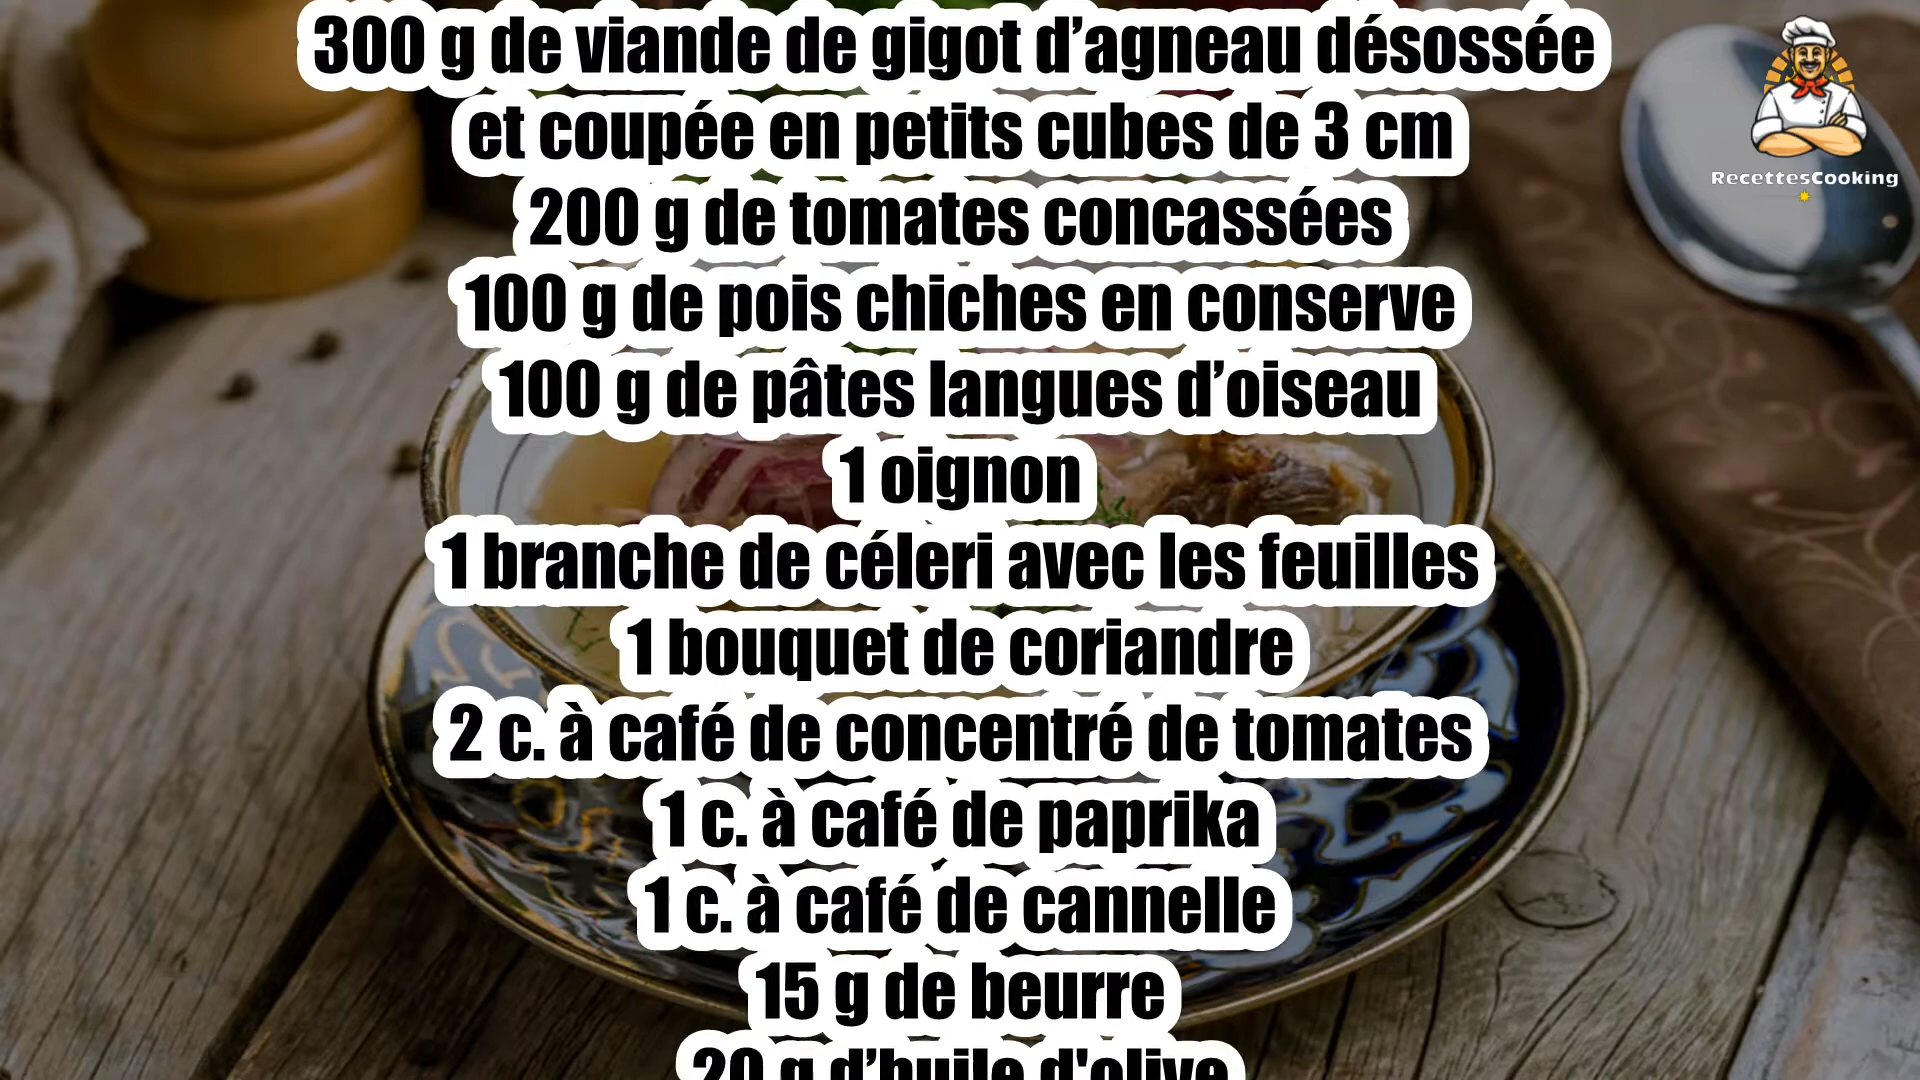 300 g de viande de gigot d’agneau désossée
et coupée en petits cubes de 3 cm
200 g de tomates concassées
100 g de pois chiches en conserve
100 g de pâtes langues d’oiseau
1 oignon
1 branche de céleri avec les feuilles
1 bouquet de coriandre
2 c. à café de concentré de tomates
1 c. à café de paprika
1 c. à café de cannelle
15 g de beurre
20 g d’huile d'olive
RecettesCooking